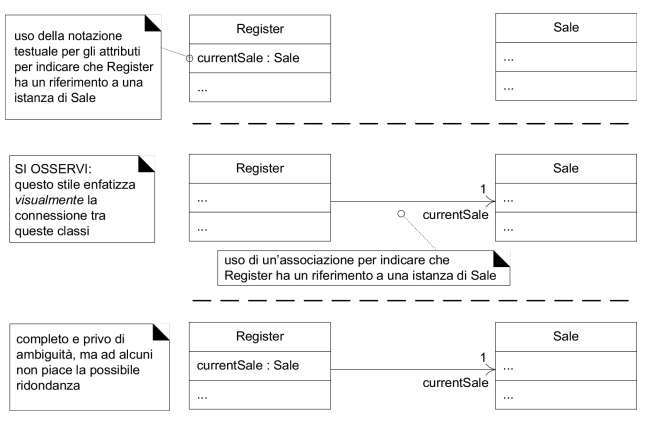 uso della notazione
testuale per gli attributi
per indicare che Register
ha un riferimento a una
istanza di Sale
Register
currentSale : Sale
...
Sale
...
...
SI OSSERVI:
questo stile enfatizza
visualmente la
connessione tra
queste classi
Register
...
...
1
currentSale
Sale
...
...
uso di un'associazione per indicare che
Register ha un riferimento a una istanza di Sale
completo e privo di
ambiguità, ma ad alcuni
non piace la possibile
ridondanza
Register
currentSale : Sale
...
1
currentSale
Sale
...
...